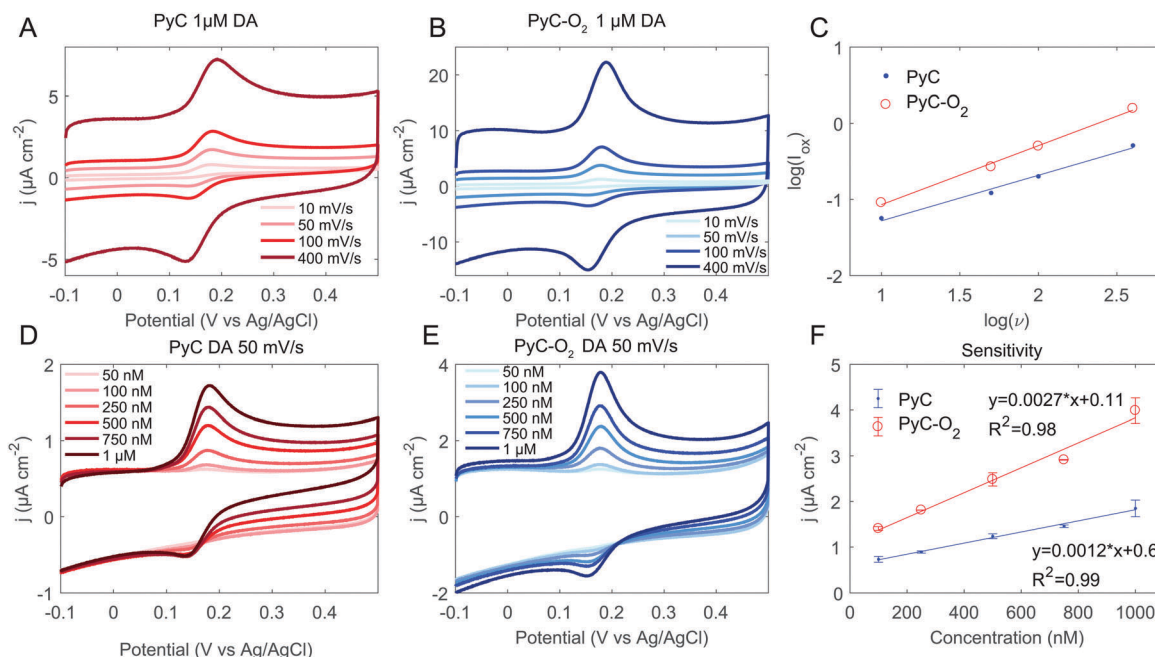 A
PyC 1µM DA
5
0
-5
j (µA cm-2)
10 mV/s
50 mV/s
100 mV/s
400 mV/s
-0.1 0 0.1 0.2 0.3 0.4
Potential (V vs Ag/AgCl)
B
PyC-O2 1 µM DA
20
10
0
-10
j (µA cm-2)
10 mV/s
50 mV/s
100 mV/s
400 mV/s
-0.1 0 0.1 0.2 0.3 0.4
Potential (V vs Ag/AgCl)
C
1
0
-1
-2
log(Iox)
PyC
PyC-O2
1 1.5 2 2.5
log(ν)
D
PyC DA 50 mV/s
2
1
0
-1
j (µA cm-2)
50 nM
100 nM
250 nM
500 nM
750 nM
1 µM
-0.1 0 0.1 0.2 0.3 0.4
Potential (V vs Ag/AgCl)
E
PyC-O2 DA 50 mV/s
4
2
0
-2
j (µA cm-2)
50 nM
100 nM
250 nM
500 nM
750 nM
1 µM
-0.1 0 0.1 0.2 0.3 0.4
Potential (V vs Ag/AgCl)
F
Sensitivity
5
4
3
2
1
0
j (µA cm-2)
PyC
PyC-O2
y=0.0027*x+0.11
R2=0.98
y=0.0012*x+0.6
R2=0.99
0 200 400 600 800 1000
Concentration (nM)